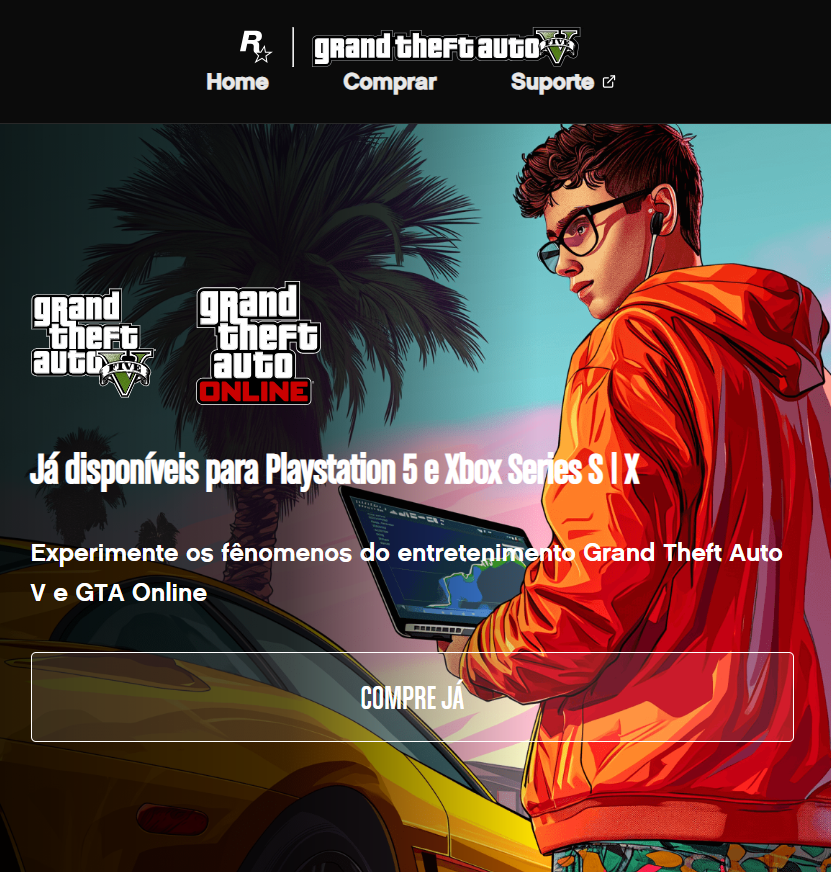 R
grand theft auto V FIVE
Home Comprar Suporte
grand
theft
auto V
FIVE
grand
theft
auto
ONLINE
Já disponíveis para Playstation 5 e Xbox Series S | X
Experimente os fênomenos do entretenimento Grand Theft Auto
V e GTA Online
COMPRE JÁ